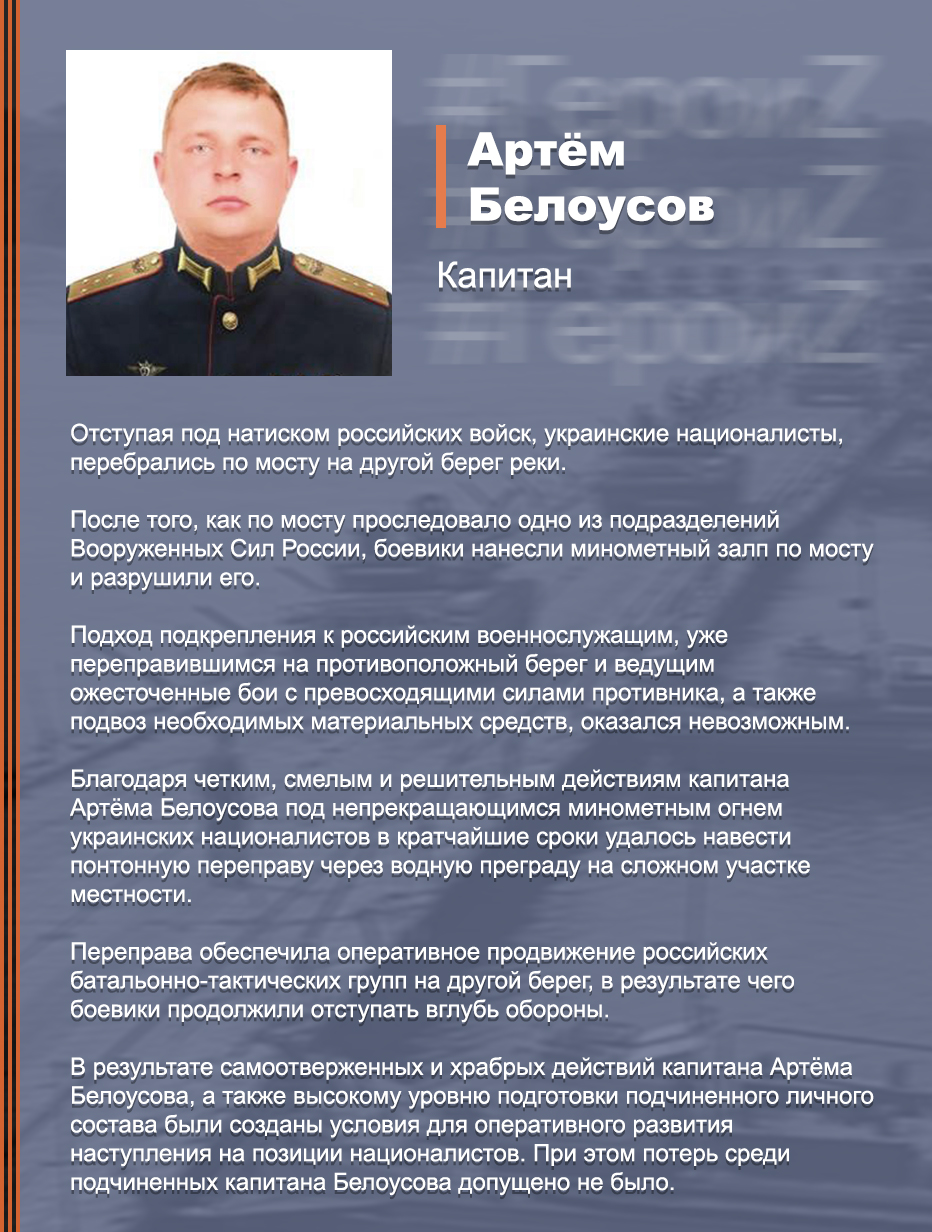 #ГероиZ
Артём
#ГероиZ
Белоусов
Капитан
#ГероиZ
Отступая под натиском российских войск, украинские националисты,
перебрались по мосту на другой берег реки.
После того, как по мосту проследовало одно из подразделений
Вооруженных Сил России, боевики нанесли минометный залп по мосту
и разрушили его.
Подход подкрепления к российским военнослужащим, уже
переправившимся на противоположный берег и ведущим
ожесточенные бои с превосходящими силами противника, а также
подвоз необходимых материальных средств, оказался невозможным.
Благодаря четким, смелым и решительным действиям капитана
Артёма Белоусова под непрекращающимся минометным огнем
украинских националистов в кратчайшие сроки удалось навести
понтонную переправу через водную преграду на сложном участке
местности.
Переправа обеспечила оперативное продвижение российских
батальонно-тактических групп на другой берег, в результате чего
боевики продолжили отступать вглубь обороны.
В результате самоотверженных и храбрых действий капитана Артёма
Белоусова, а также высокому уровню подготовки подчиненного личного
состава были созданы условия для оперативного развития
наступления на позиции националистов. При этом потерь среди
подчиненных капитана Белоусова допущено не было.